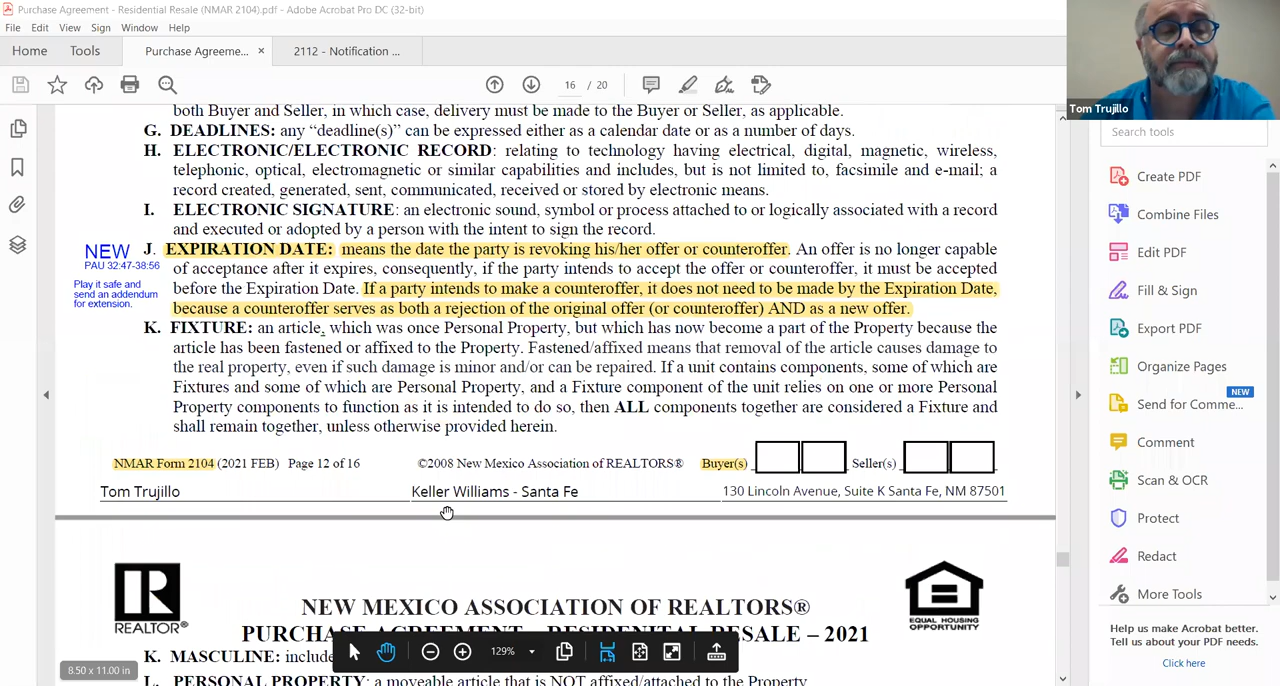 Purchase Agreement - Residential Resale (NMAR 2104).pdf - Adobe Acrobat Pro DC (32-bit)
File Edit View Sign Window Help
Home Tools Purchase Agreeme... × 2112 - Notification ...
16 / 20
Tom Trujillo
Search tools
both Buyer and Seller, in which case, delivery must be made to the Buyer or Seller, as applicable.
G. DEADLINES: any “deadline(s)” can be expressed either as a calendar date or as a number of days.
H. ELECTRONIC/ELECTRONIC RECORD: relating to technology having electrical, digital, magnetic, wireless,
telephonic, optical, electromagnetic or similar capabilities and includes, but is not limited to, facsimile and e-mail; a
record created, generated, sent, communicated, received or stored by electronic means.
I. ELECTRONIC SIGNATURE: an electronic sound, symbol or process attached to or logically associated with a record
and executed or adopted by a person with the intent to sign the record.
NEW
PAU 32:47-38:56
Play it safe and
send an addendum
for extension.
J. EXPIRATION DATE: means the date the party is revoking his/her offer or counteroffer. An offer is no longer capable
of acceptance after it expires, consequently, if the party intends to accept the offer or counteroffer, it must be accepted
before the Expiration Date. If a party intends to make a counteroffer, it does not need to be made by the Expiration Date,
because a counteroffer serves as both a rejection of the original offer (or counteroffer) AND as a new offer.
K. FIXTURE: an article, which was one Personal Property, but which has now become a part of the Property because the
article has been fastened or affixed to the Property. Fastened/affixed means that removal of the article causes damage to
the real property, even if such damage is minor and/or can be repaired. If a unit contains components, some of which are
Fixtures and some of which are Personal Property, and a Fixture component of the unit relies on one or more Personal
Property components to function as it is intended to do so, then ALL components together are considered a Fixture and
shall remain together, unless otherwise provided herein.
NMAR Form 2104 (2021 FEB) Page 12 of 16 ©2008 New Mexico Association of REALTORS® Buyer(s) Seller(s)
Tom Trujillo Keller Williams - Santa Fe 130 Lincoln Avenue, Suite K Santa Fe, NM 87501
REALTOR®
EQUAL HOUSING
OPPORTUNITY
NEW MEXICO ASSOCIATION OF REALTORS®
PURCHASE AGREEMENT - RESIDENTIAL RESALE – 2021
K. MASCULINE: include
L. PERSONAL PROPERTY: a moveable article that is NOT affixed/attached to the Property
129%
8.50 x 11.00 in
Create PDF
Combine Files
Edit PDF
Fill & Sign
Export PDF
Organize Pages
NEW
Send for Comme...
Comment
Scan & OCR
Protect
Redact
More Tools
Help us make Acrobat better.
Tell us about your PDF needs.
Click here